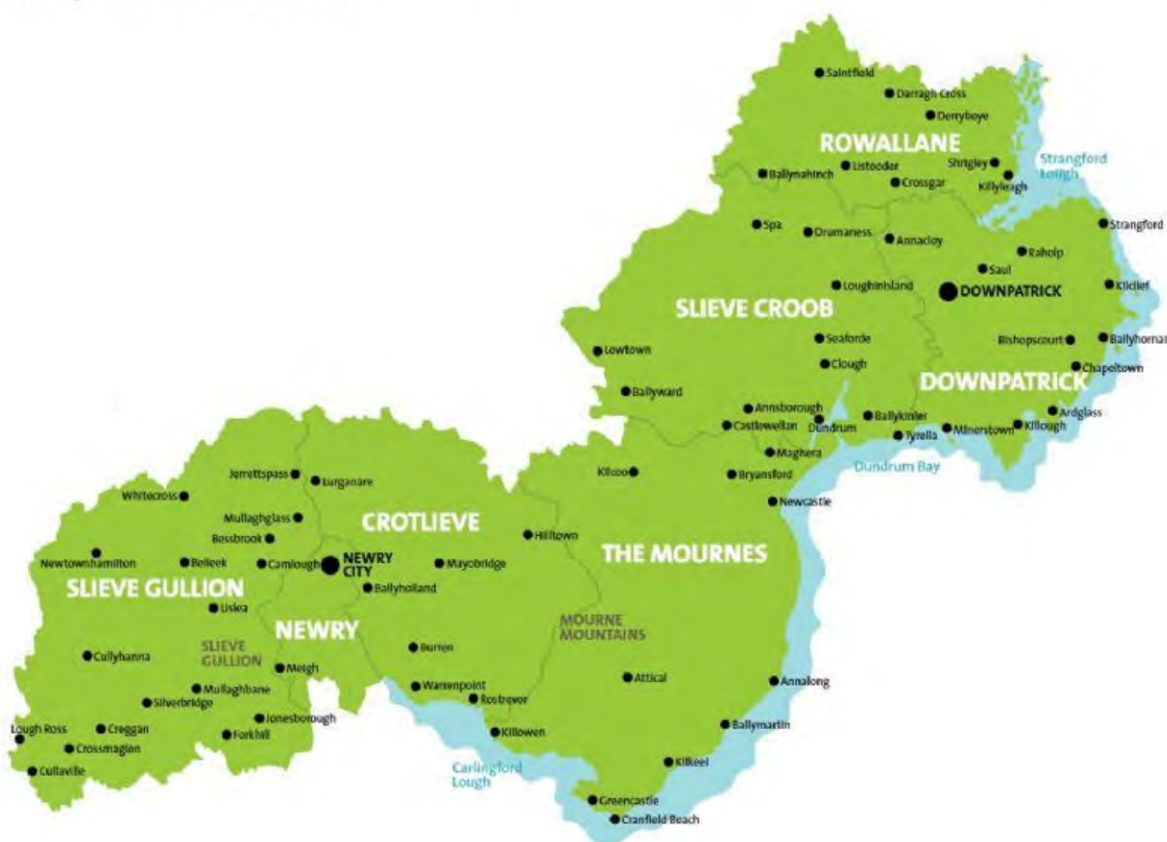 Saintfield
Darragh Cross
Derryboye
ROWALLANE
Strangford
Lough
Shrigley
Listooder
Ballynahinch
Killyleagh
Crossgar
Strangford
Spa
Drumaness
Annacloy
Raholp
Saul
Loughinisland
DOWNPATRICK
Kilclief
SLIEVE CROOB
Seaforde
Bishopscourt
Ballyhornan
Lowtown
Clough
Chapeltown
DOWNPATRICK
Ballyward
Annsborough
Ardglass
Castlewellan
Dundrum
Ballykinler
Killough
Minerstown
Tyrella
Maghera
Dundrum Bay
Kilcoo
Bryansford
Jerrettspass
Lurganare
Whitecross
Newcastle
Mullaghglass
CROTLIEVE
Hilltown
Bessbrook
THE MOURNES
Newtownhamilton
Belleek
Camlough
NEWRY
CITY
Mayobridge
SLIEVE GULLION
Ballyholland
Lislea
MOURNE
MOUNTAINS
NEWRY
SLIEVE
GULLION
Burren
Cullyhanna
Meigh
Attical
Annalong
Mullaghbane
Warrenpoint
Silverbridge
Rostrevor
Jonesborough
Ballymartin
Lough Ross
Creggan
Forkhill
Killowen
Crossmaglen
Carlingford
Lough
Kilkeel
Cullaville
Greencastle
Cranfield Beach